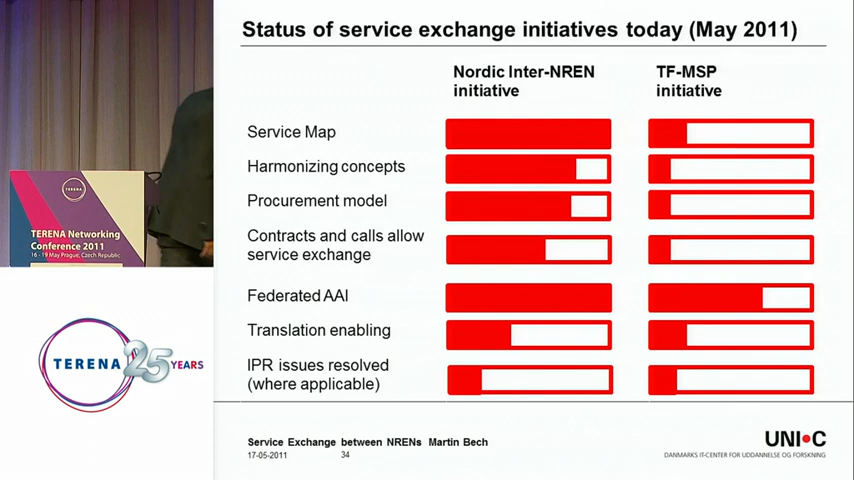 Status of service exchange initiatives today (May 2011)
Nordic Inter-NREN
initiative
TF-MSP
initiative
Service Map
Harmonizing concepts
Procurement model
Contracts and calls allow
service exchange
Federated AAI
Translation enabling
IPR issues resolved
(where applicable)
Service Exchange between NRENs Martin Bech
17-05-2011
34
UNI•C
DANMARKS IT-CENTER FOR UDDANNELSE OG FORSKNING
TERENA
TERENA Networking
Conference 2011
16 - 19 May Prague, Czech Republic
TERENA 25 YEARS